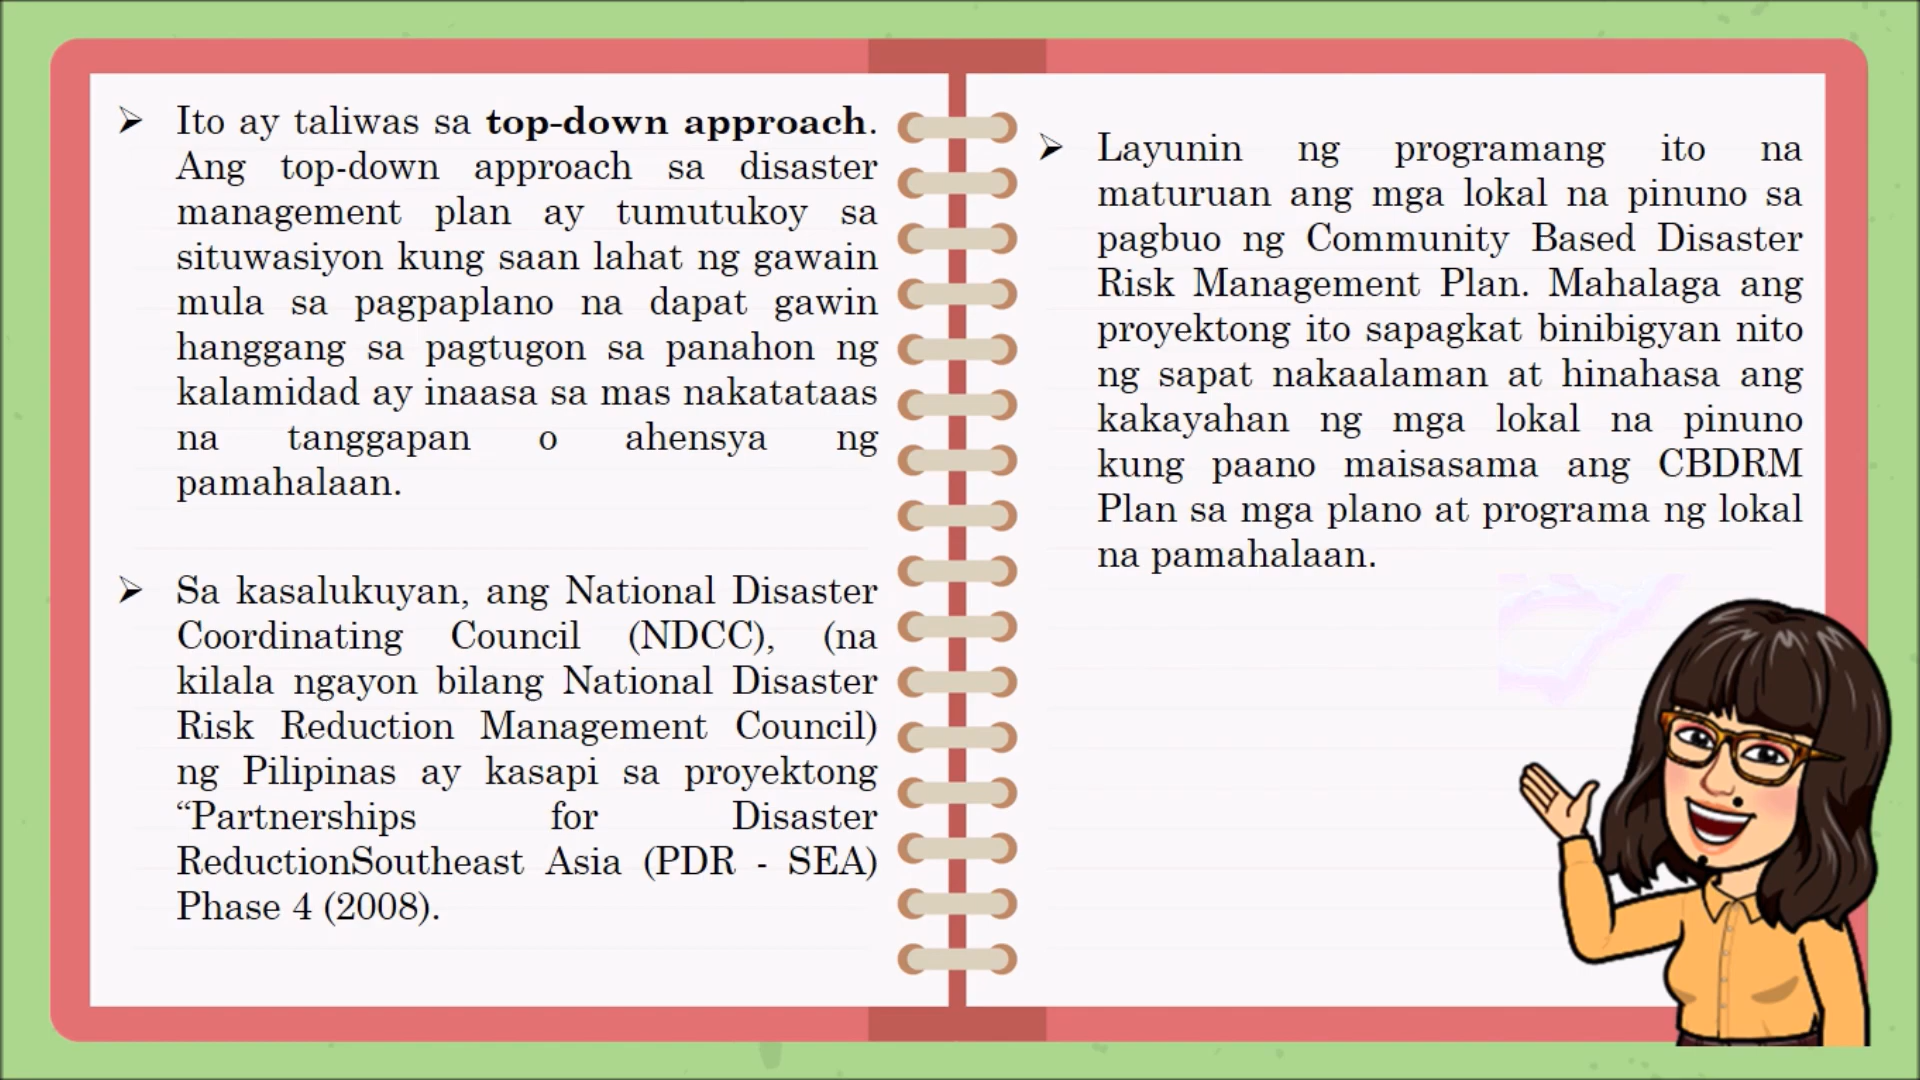 ➢ Ito ay taliwas sa top-down approach.
Ang top-down approach sa disaster
management plan ay tumutukoy sa
situwasiyon kung saan lahat ng gawain
mula sa pagpaplano na dapat gawin
hanggang sa pagtugon sa panahon ng
kalamidad ay inaasa sa mas nakatataas
na tanggapan o ahensya ng
pamahalaan.
➢ Sa kasalukuyan, ang National Disaster
Coordinating Council (NDCC), (na
kilala ngayon bilang National Disaster
Risk Reduction Management Council)
ng Pilipinas ay kasapi sa proyektong
“Partnerships for Disaster
ReductionSoutheast Asia (PDR - SEA)
Phase 4 (2008).
➢ Layunin ng programang ito na
maturuan ang mga lokal na pinuno sa
pagbuo ng Community Based Disaster
Risk Management Plan. Mahalaga ang
proyektong ito sapagkat binibigyan nito
ng sapat nakaalaman at hinahasa ang
kakayahan ng mga lokal na pinuno
kung paano maisasama ang CBDRM
Plan sa mga plano at programa ng lokal
na pamahalaan.